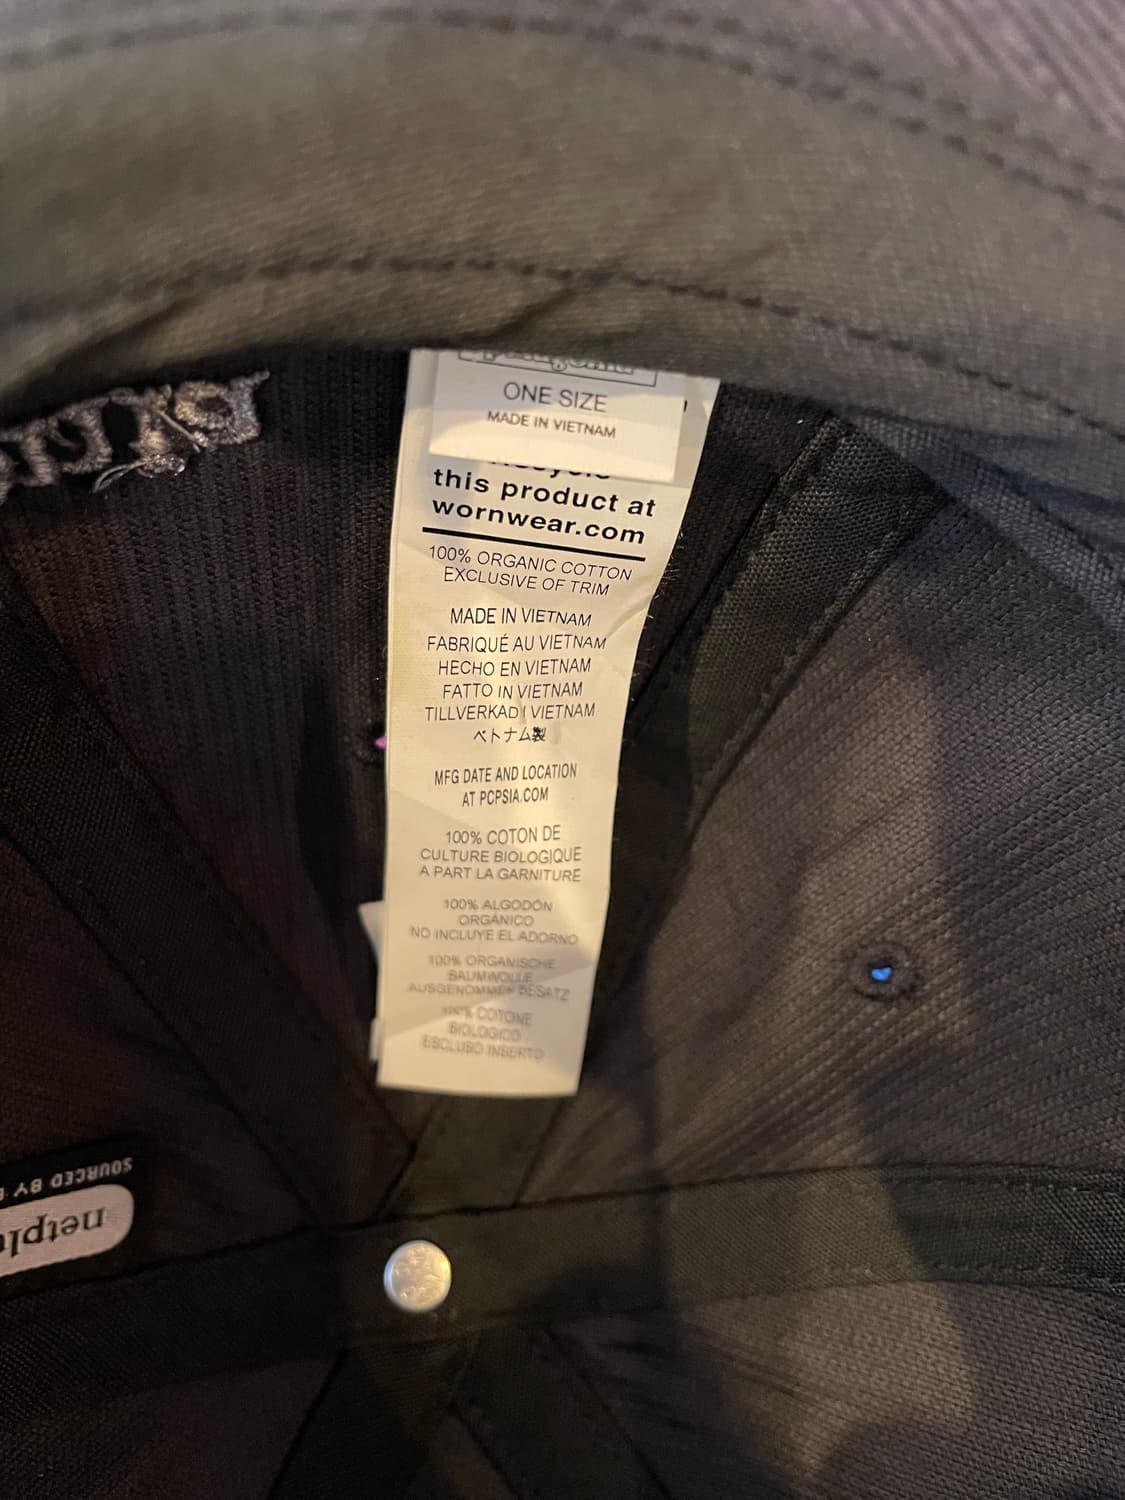 ONE SIZE
MADE IN VIETNAM
this product at
wornwear.com
100% ORGANIC COTTON
EXCLUSIVE OF TRIM
MADE IN VIETNAM
FABRIQUÉ AU VIETNAM
HECHO EN VIETNAM
FATTO IN VIETNAM
TILLVERKAD I VIETNAM
ベトナム製
MFG DATE AND LOCATION
AT PCPSIA.COM
100% COTON DE
CULTURE BIOLOGIQUE
A PART LA GARNITURE
100% ALGODÓN
ORGÁNICO
NO INCLUYE EL ADORNO
100% ORGANISCHE
BAUMWOLLE
AUSGENOMMEN BESATZ
100% COTONE
BIOLOGICO
ESCLUSO INSERTO
SOURCED BY